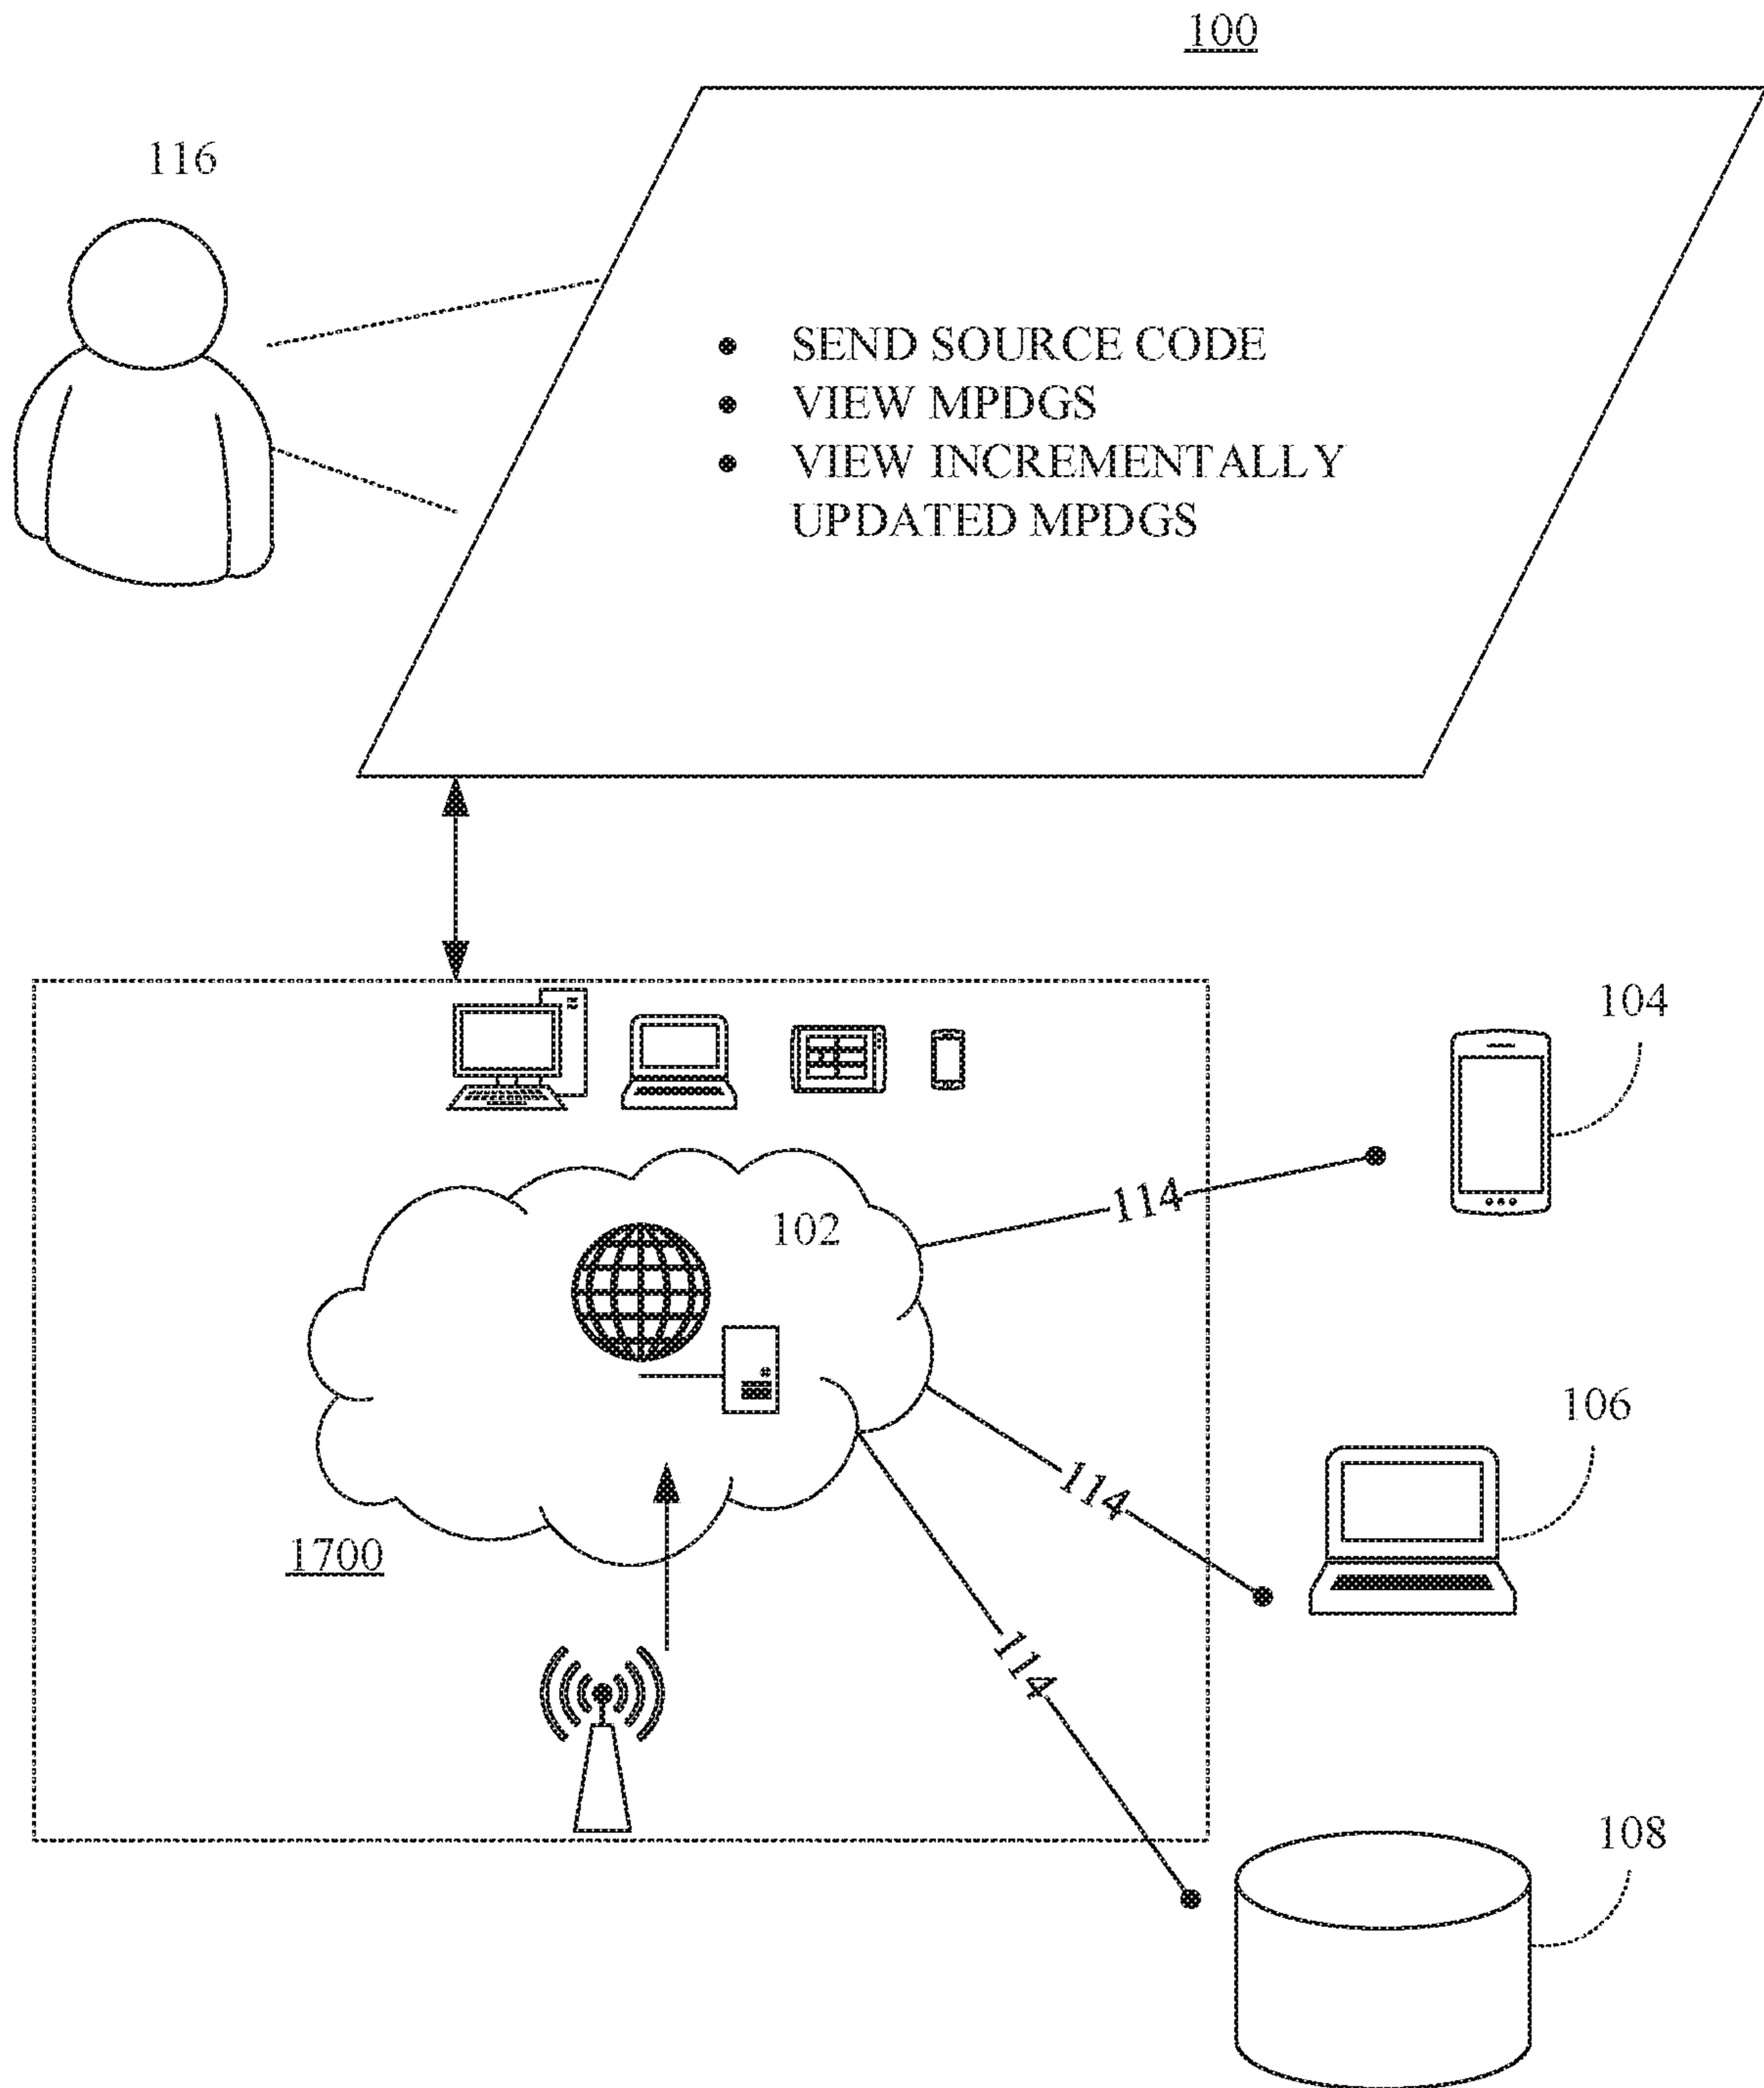 100
116
• SEND SOURCE CODE
• VIEW MPDGS
• VIEW INCREMENTALLY
UPDATED MPDGS
104
114
102
106
114
1700
114
108